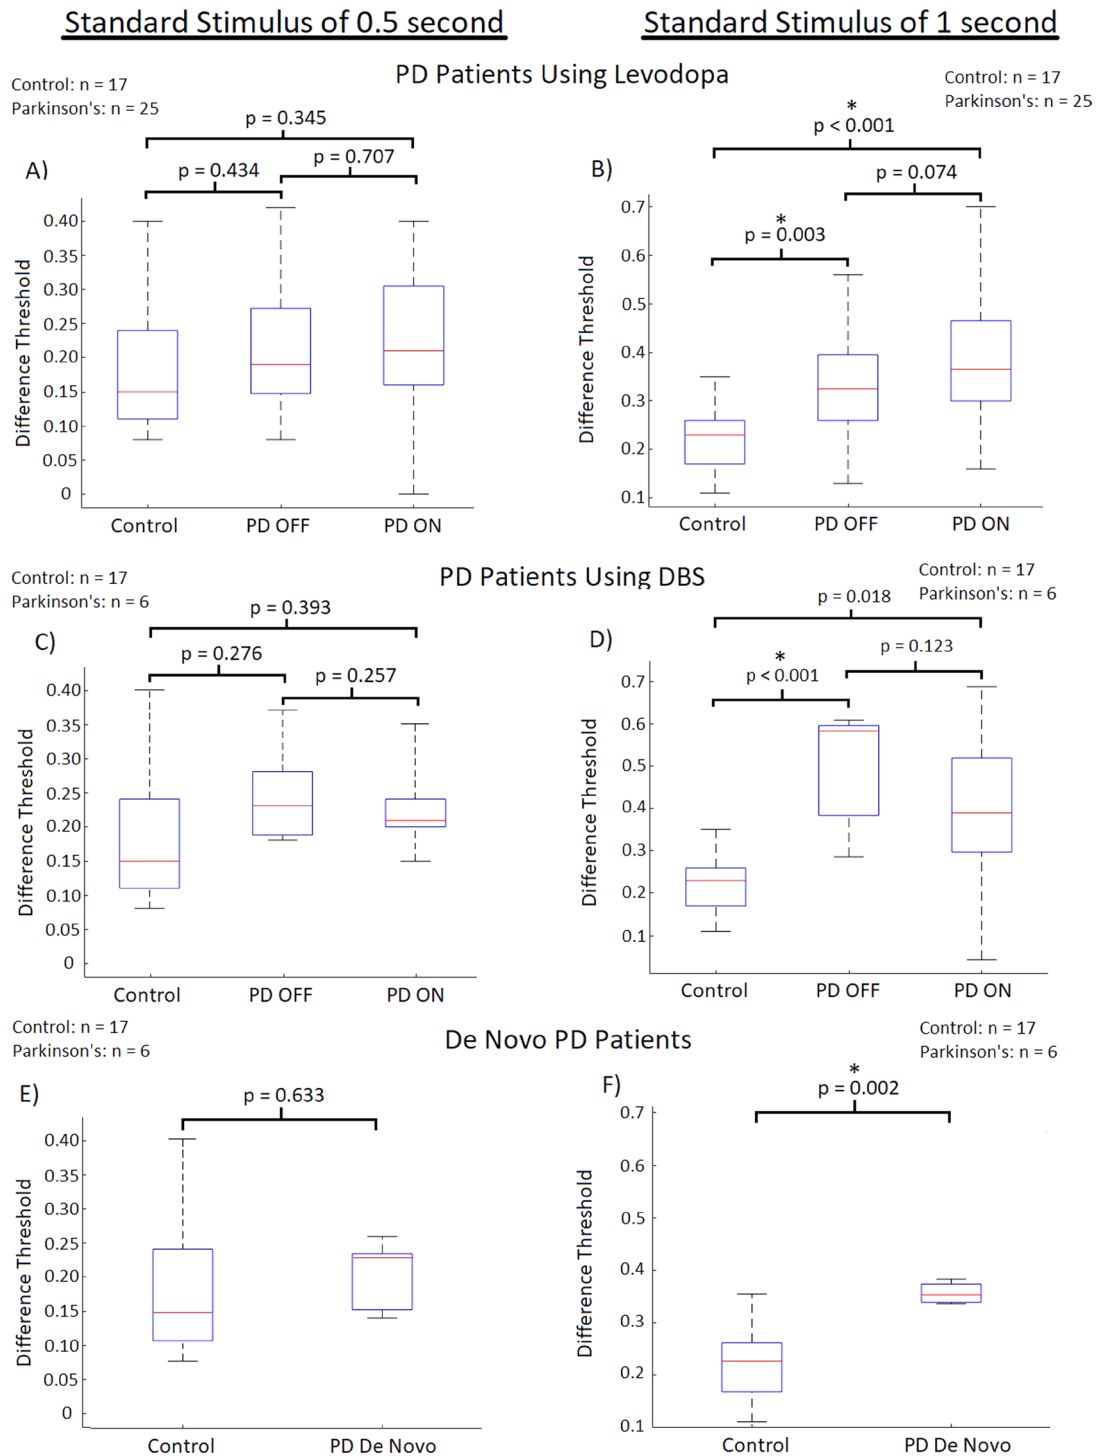 Standard Stimulus of 0.5 second
Standard Stimulus of 1 second
PD Patients Using Levodopa
Control: n = 17
Parkinson's: n = 25
Control: n = 17
Parkinson's: n = 25
A)
p = 0.345
p = 0.434
p = 0.707
Difference Threshold
0.40
0.35
0.30
0.25
0.20
0.15
0.10
0.05
0
Control
PD OFF
PD ON
B)
*
p < 0.001
p = 0.074
*
p = 0.003
Difference Threshold
0.7
0.6
0.5
0.4
0.3
0.2
0.1
Control
PD OFF
PD ON
PD Patients Using DBS
Control: n = 17
Parkinson's: n = 6
Control: n = 17
Parkinson's: n = 6
C)
p = 0.393
p = 0.276
p = 0.257
Difference Threshold
0.40
0.35
0.30
0.25
0.20
0.15
0.10
0.05
0
Control
PD OFF
PD ON
D)
p = 0.018
p = 0.123
*
p < 0.001
Difference Threshold
0.7
0.6
0.5
0.4
0.3
0.2
0.1
Control
PD OFF
PD ON
De Novo PD Patients
Control: n = 17
Parkinson's: n = 6
Control: n = 17
Parkinson's: n = 6
E)
p = 0.633
Difference Threshold
0.40
0.35
0.30
0.25
0.20
0.15
0.10
0.05
0
Control
PD De Novo
F)
*
p = 0.002
Difference Threshold
0.7
0.6
0.5
0.4
0.3
0.2
0.1
Control
PD De Novo